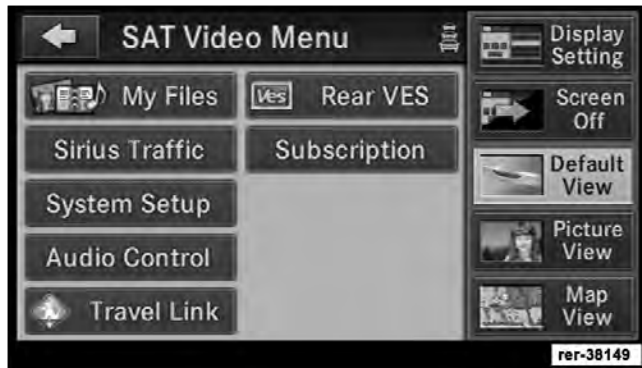 SAT Video Menu
My Files
Ves
Rear VES
Sirius Traffic
Subscription
System Setup
Audio Control
Travel Link
Display
Setting
Screen
Off
Default
View
Picture
View
Map
View
rer-38149